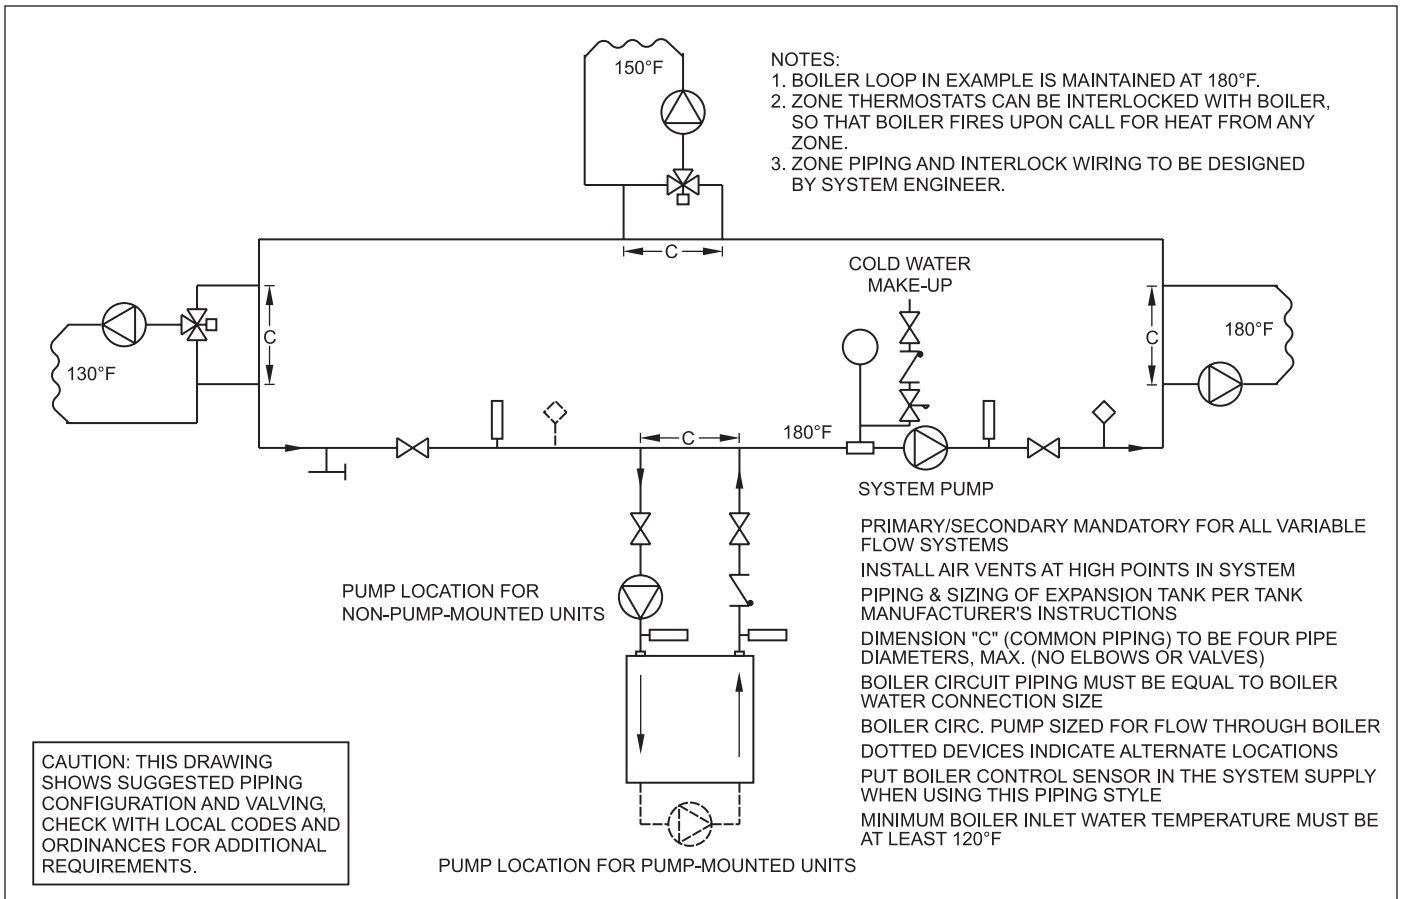 150°F
NOTES:
1. BOILER LOOP IN EXAMPLE IS MAINTAINED AT 180°F.
2. ZONE THERMOSTATS CAN BE INTERLOCKED WITH BOILER,
SO THAT BOILER FIRES UPON CALL FOR HEAT FROM ANY
ZONE.
3. ZONE PIPING AND INTERLOCK WIRING TO BE DESIGNED
BY SYSTEM ENGINEER.
C
COLD WATER
MAKE-UP
C
130°F
C
180°F
C
180°F
SYSTEM PUMP
PUMP LOCATION FOR
NON-PUMP-MOUNTED UNITS
PRIMARY/SECONDARY MANDATORY FOR ALL VARIABLE
FLOW SYSTEMS
INSTALL AIR VENTS AT HIGH POINTS IN SYSTEM
PIPING & SIZING OF EXPANSION TANK PER TANK
MANUFACTURER'S INSTRUCTIONS
DIMENSION "C" (COMMON PIPING) TO BE FOUR PIPE
DIAMETERS, MAX. (NO ELBOWS OR VALVES)
BOILER CIRCUIT PIPING MUST BE EQUAL TO BOILER
WATER CONNECTION SIZE
BOILER CIRC. PUMP SIZED FOR FLOW THROUGH BOILER
DOTTED DEVICES INDICATE ALTERNATE LOCATIONS
PUT BOILER CONTROL SENSOR IN THE SYSTEM SUPPLY
WHEN USING THIS PIPING STYLE
MINIMUM BOILER INLET WATER TEMPERATURE MUST BE
AT LEAST 120°F
CAUTION: THIS DRAWING
SHOWS SUGGESTED PIPING
CONFIGURATION AND VALVING,
CHECK WITH LOCAL CODES AND
ORDINANCES FOR ADDITIONAL
REQUIREMENTS.
PUMP LOCATION FOR PUMP-MOUNTED UNITS